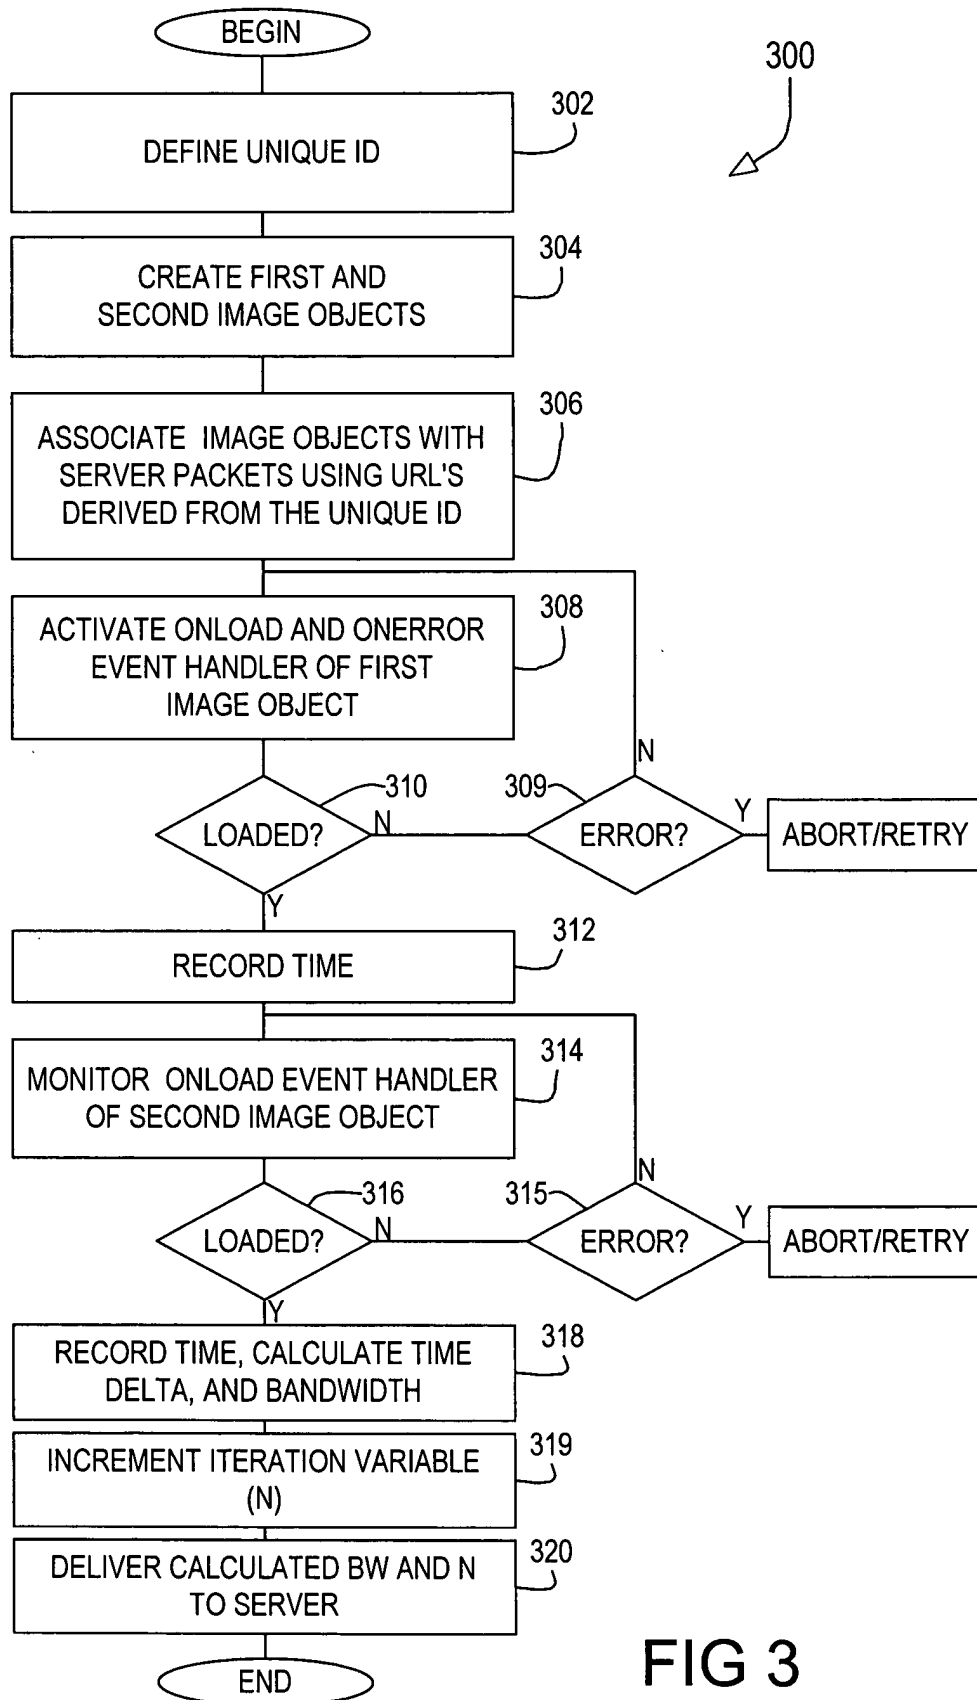 BEGIN
300
302
DEFINE UNIQUE ID
304
CREATE FIRST AND
SECOND IMAGE OBJECTS
306
ASSOCIATE IMAGE OBJECTS WITH
SERVER PACKETS USING URL'S
DERIVED FROM THE UNIQUE ID
308
ACTIVATE ONLOAD AND ONERROR
EVENT HANDLER OF FIRST
IMAGE OBJECT
N
310
309
LOADED?
N
ERROR?
Y
ABORT/RETRY
Y
312
RECORD TIME
314
MONITOR ONLOAD EVENT HANDLER
OF SECOND IMAGE OBJECT
N
316
315
LOADED?
N
ERROR?
Y
ABORT/RETRY
Y
318
RECORD TIME, CALCULATE TIME
DELTA, AND BANDWIDTH
319
INCREMENT ITERATION VARIABLE
(N)
320
DELIVER CALCULATED BW AND N
TO SERVER
END
FIG 3